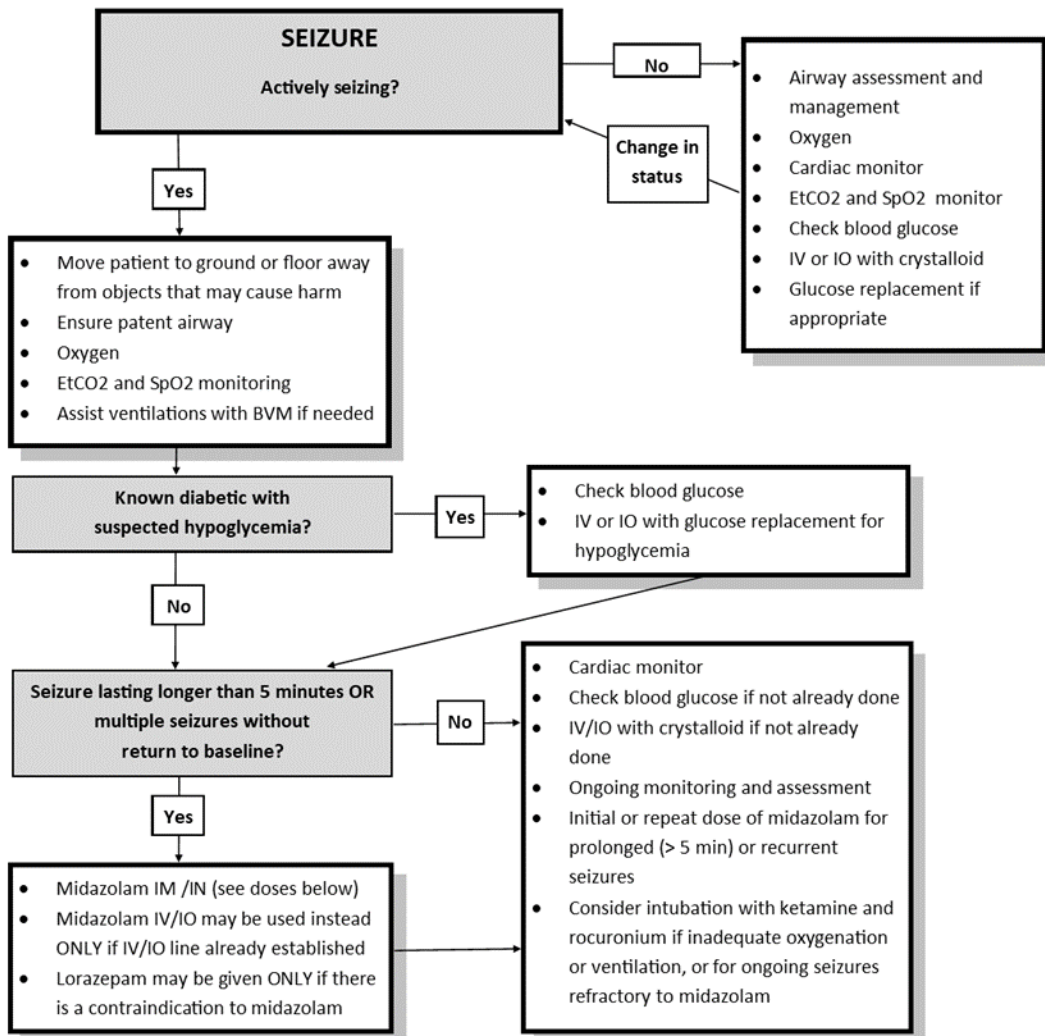 SEIZURE
Actively seizing?
No
• Airway assessment and
management
• Oxygen
• Cardiac monitor
• EtCO2 and SpO2 monitor
• Check blood glucose
• IV or IO with crystalloid
• Glucose replacement if
appropriate
Change in
status
Yes
• Move patient to ground or floor away
from objects that may cause harm
• Ensure patent airway
• Oxygen
• EtCO2 and SpO2 monitoring
• Assist ventilations with BVM if needed
Known diabetic with
suspected hypoglycemia?
Yes
• Check blood glucose
• IV or IO with glucose replacement for
hypoglycemia
No
Seizure lasting longer than 5 minutes OR
multiple seizures without
return to baseline?
No
• Cardiac monitor
• Check blood glucose if not already done
• IV/IO with crystalloid if not already
done
• Ongoing monitoring and assessment
• Initial or repeat dose of midazolam for
prolonged (> 5 min) or recurrent
seizures
• Consider intubation with ketamine and
rocuronium if inadequate oxygenation
or ventilation, or for ongoing seizures
refractory to midazolam
Yes
• Midazolam IM /IN (see doses below)
• Midazolam IV/IO may be used instead
ONLY if IV/IO line already established
• Lorazepam may be given ONLY if there
is a contraindication to midazolam